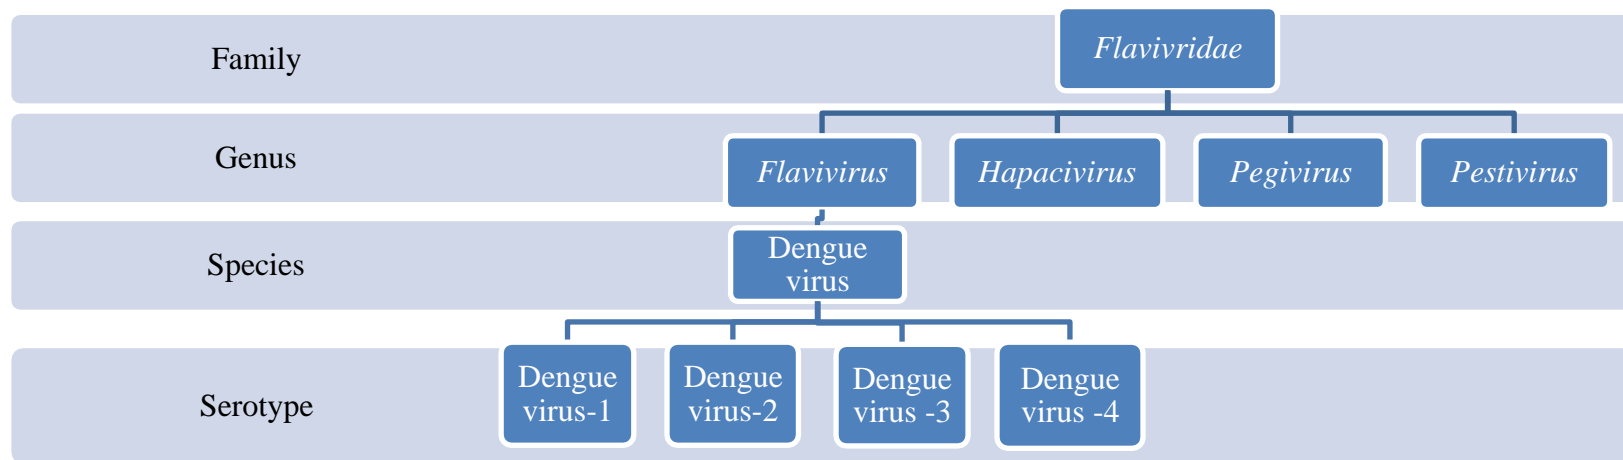 Family
Flavivridae
Genus
Flavivirus
Hapacivirus
Pegivirus
Pestivirus
Species
Dengue
virus
Serotype
Dengue
virus-1
Dengue
virus-2
Dengue
virus -3
Dengue
virus -4